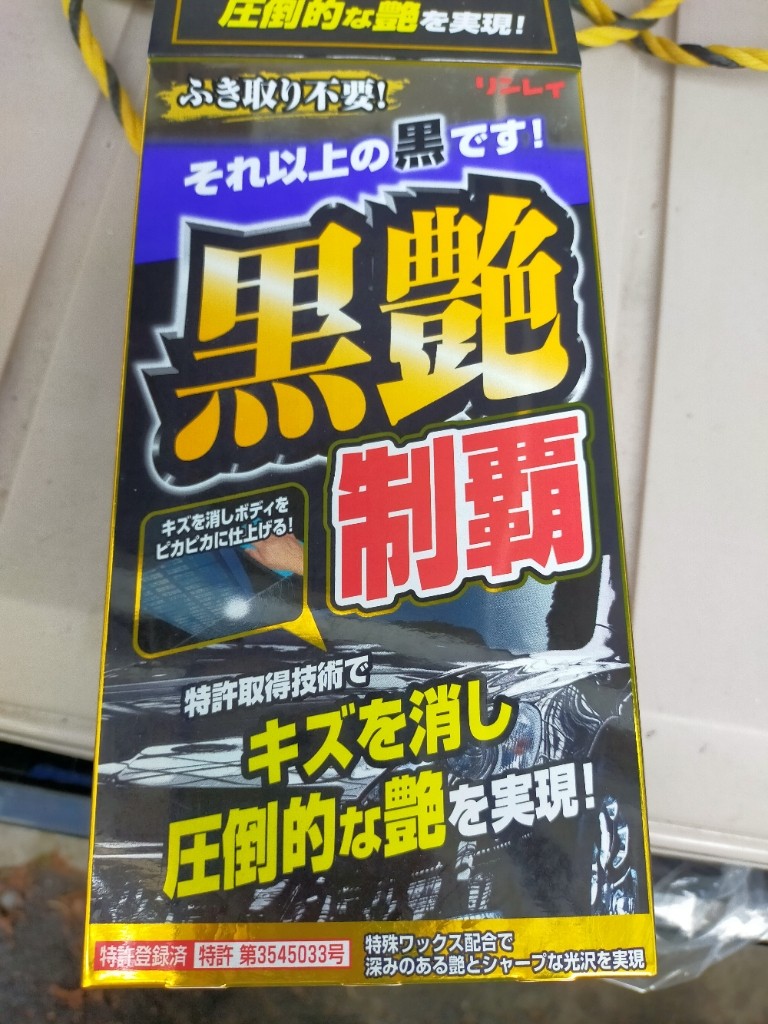 圧倒的な艶を実現!
ふき取り不要!
リンレイ
それ以上の黒です!
黒艶
制覇
キズを消しボディを
ピカピカに仕上げる!
特許取得技術で
キズを消し
圧倒的な艶を実現!
特許登録済 特許 第3545033号
特殊ワックス配合で
深みのある艶とシャープな光沢を実現